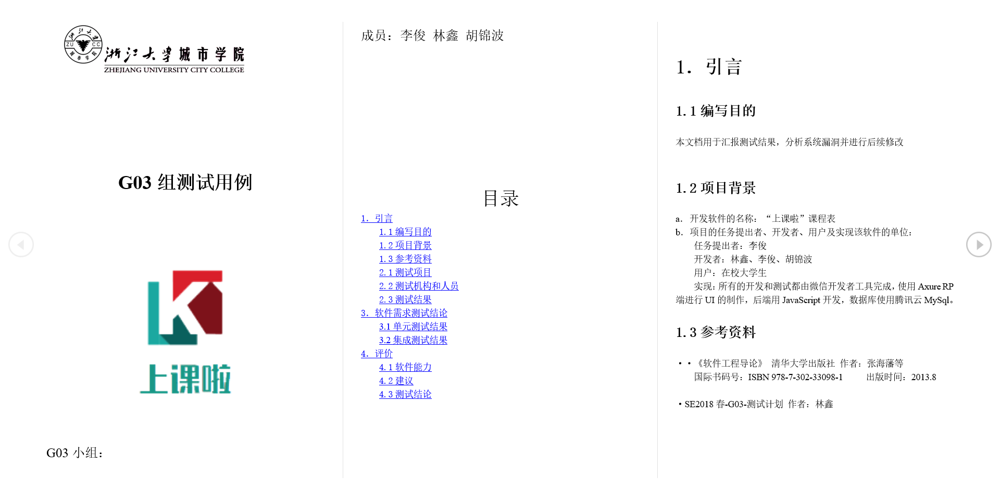 浙江大学
ZU CC
城市学院
浙江大学城市学院
ZHEJIANG UNIVERSITY CITY COLLEGE
G03 组测试用例
上课啦
G03 小组：
成员：李俊 林鑫 胡锦波
目录
1．引言
1.1 编写目的
1.2 项目背景
1.3 参考资料
2.1 测试项目
2.2 测试机构和人员
2.3 测试结果
3．软件需求测试结论
3.1 单元测试结果
3.2 集成测试结果
4．评价
4.1 软件能力
4.2 建议
4.3 测试结论
1．引言
1.1 编写目的
本文档用于汇报测试结果，分析系统漏洞并进行后续修改
1.2 项目背景
a．开发软件的名称：“上课啦”课程表
b．项目的任务提出者、开发者、用户及实现该软件的单位：
任务提出者：李俊
开发者：林鑫、李俊、胡锦波
用户：在校大学生
实现：所有的开发和测试都由微信开发者工具完成，使用 Axure RP
端进行 UI 的制作，后端用 JavaScript 开发，数据库使用腾讯云 MySql。
1.3 参考资料
··《软件工程导论》 清华大学出版社 作者：张海藩等
国际书码号：ISBN 978-7-302-33098-1 出版时间：2013.8
·SE2018 春-G03-测试计划 作者：林鑫